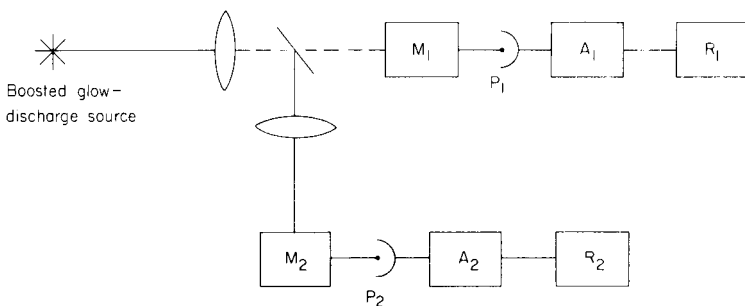 M₁
A₁
R₁
P₁
Boosted glow–
discharge source
M₂
A₂
R₂
P₂